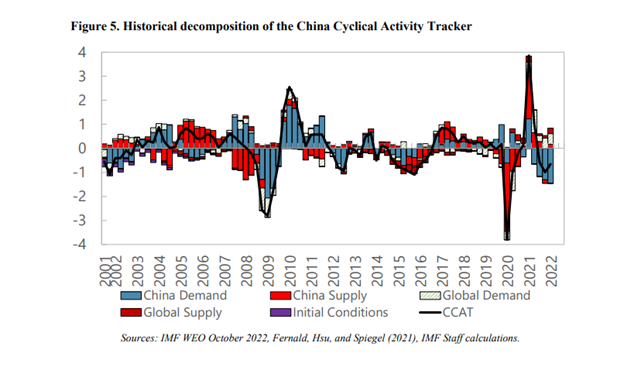 Figure 5. Historical decomposition of the China Cyclical Activity Tracker
4
3
2
1
0
-1
-2
-3
-4
2001 2002 2003 2004 2005 2006 2007 2008 2009 2010 2011 2012 2013 2014 2015 2016 2017 2018 2019 2020 2021 2022
China Demand China Supply Global Demand
Global Supply Initial Conditions CCAT
Sources: IMF WEO October 2022, Fernald, Hsu, and Spiegel (2021), IMF Staff calculations.